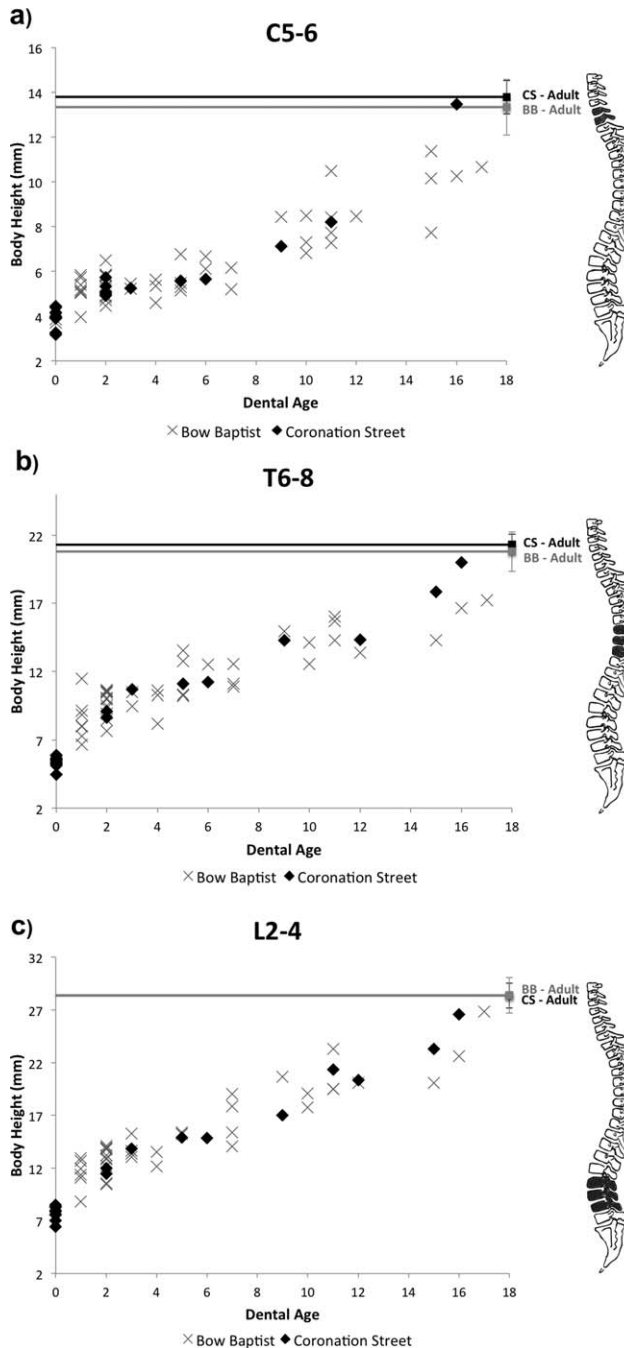 a)
C5-6
16
14
12
10
8
6
4
2
Body Height (mm)
CS - Adult
BB - Adult
0 2 4 6 8 10 12 14 16 18
Dental Age
Bow Baptist Coronation Street
b)
T6-8
22
17
12
7
2
Body Height (mm)
CS - Adult
BB - Adult
0 2 4 6 8 10 12 14 16 18
Dental Age
Bow Baptist Coronation Street
c)
L2-4
32
27
22
17
12
7
2
Body Height (mm)
BB - Adult
CS - Adult
0 2 4 6 8 10 12 14 16 18
Dental Age
Bow Baptist Coronation Street